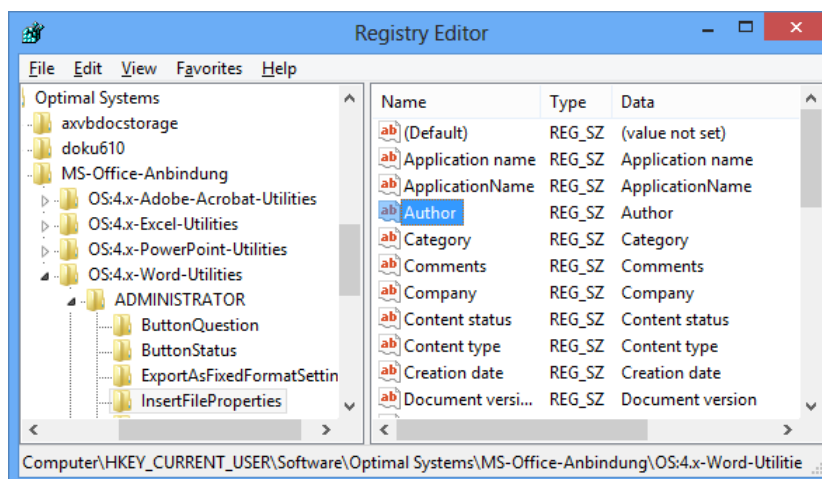 Registry Editor
File Edit View Favorites Help
Optimal Systems
axvbdocstorage
doku610
MS-Office-Anbindung
OS:4.x-Adobe-Acrobat-Utilities
OS:4.x-Excel-Utilities
OS:4.x-PowerPoint-Utilities
OS:4.x-Word-Utilities
ADMINISTRATOR
ButtonQuestion
ButtonStatus
ExportAsFixedFormatSettin
InsertFileProperties
Name Type Data
(Default) REG_SZ (value not set)
Application name REG_SZ Application name
ApplicationName REG_SZ ApplicationName
Author REG_SZ Author
Category REG_SZ Category
Comments REG_SZ Comments
Company REG_SZ Company
Content status REG_SZ Content status
Content type REG_SZ Content type
Creation date REG_SZ Creation date
Document versi... REG_SZ Document version
Computer\HKEY_CURRENT_USER\Software\Optimal Systems\MS-Office-Anbindung\OS:4.x-Word-Utilitie